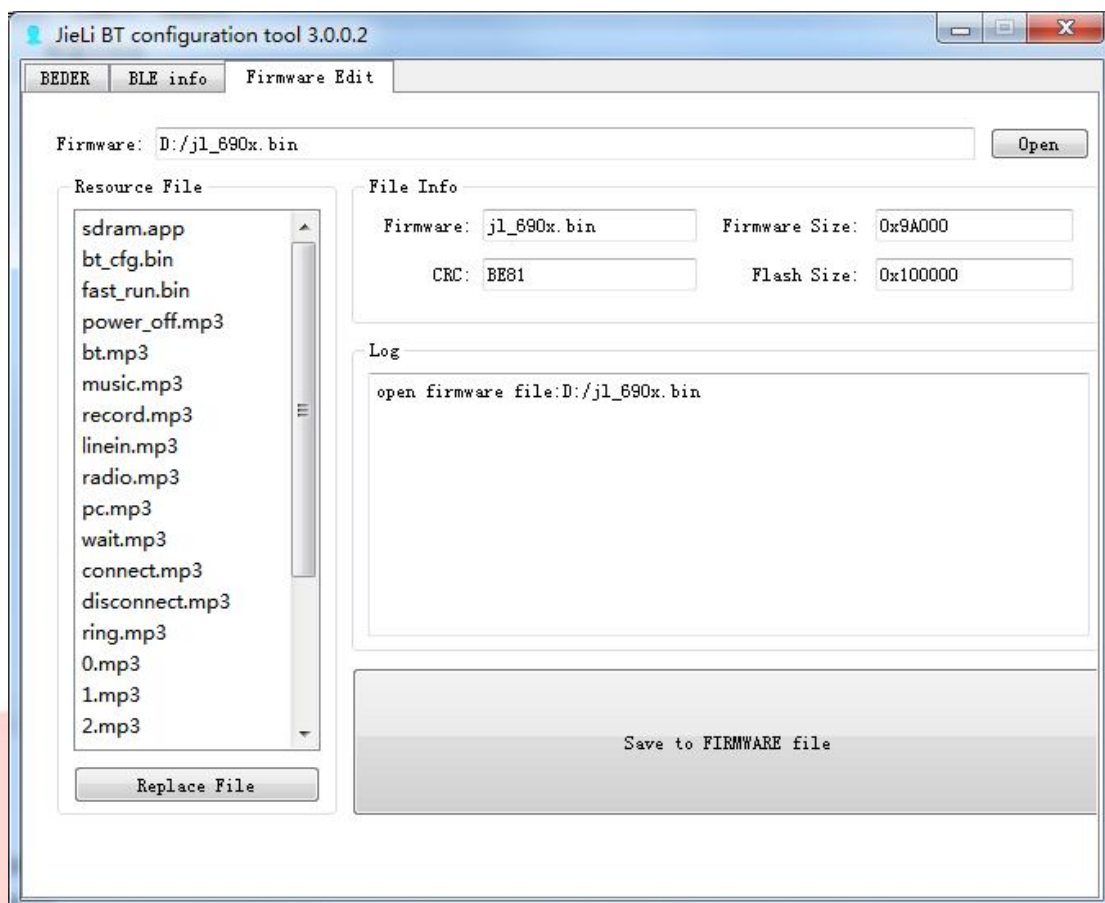 JieLi BT configuration tool 3.0.0.2
BEDER
BLE info
Firmware Edit
Firmware: D:/jl_690x.bin
Open
Resource File
sdram.app
bt_cfg.bin
fast_run.bin
power_off.mp3
bt.mp3
music.mp3
record.mp3
linein.mp3
radio.mp3
pc.mp3
wait.mp3
connect.mp3
disconnect.mp3
ring.mp3
0.mp3
1.mp3
2.mp3
Replace File
File Info
Firmware: jl_690x.bin
Firmware Size: 0x9A000
CRC: BE81
Flash Size: 0x100000
Log
open firmware file:D:/jl_690x.bin
Save to FIRMWARE file